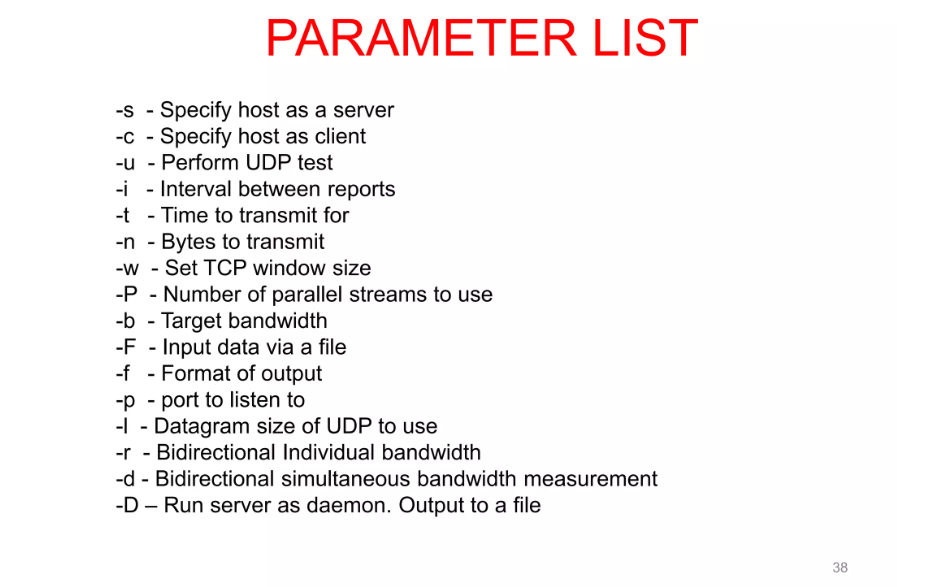 PARAMETER LIST
-s - Specify host as a server
-c - Specify host as client
-u - Perform UDP test
-i - Interval between reports
-t - Time to transmit for
-n - Bytes to transmit
-w - Set TCP window size
-P - Number of parallel streams to use
-b - Target bandwidth
-F - Input data via a file
-f - Format of output
-p - port to listen to
-l - Datagram size of UDP to use
-r - Bidirectional Individual bandwidth
-d - Bidirectional simultaneous bandwidth measurement
-D – Run server as daemon. Output to a file
38